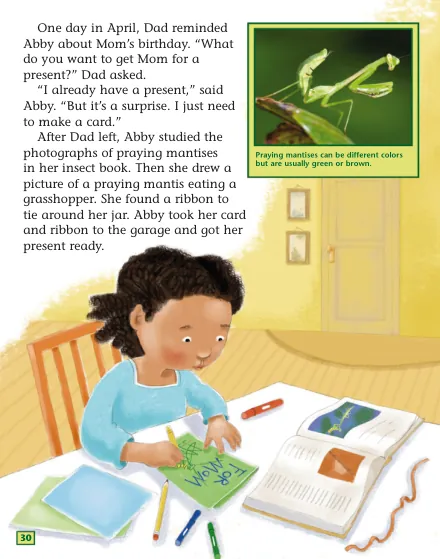 One day in April, Dad reminded
Abby about Mom's birthday. "What
do you want to get Mom for a
present?" Dad asked.
"I already have a present," said
Abby. "But it's a surprise. I just need
to make a card."
After Dad left, Abby studied the
photographs of praying mantises
in her insect book. Then she drew a
picture of a praying mantis eating a
grasshopper. She found a ribbon to
tie around her jar. Abby took her card
and ribbon to the garage and got her
present ready.
Praying mantises can be different colors
but are usually green or brown.
FOR
MOM
30